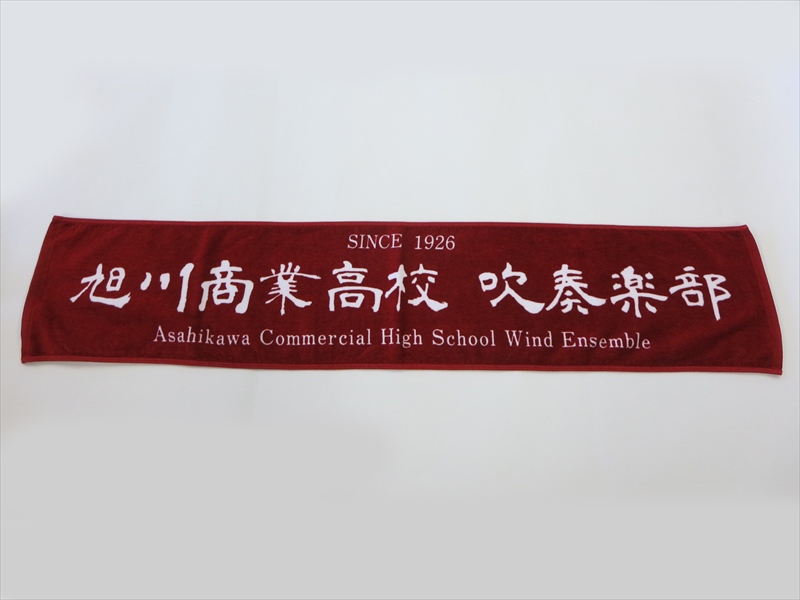 SINCE 1926
旭川商業高校 吹奏楽部
Asahikawa Commercial High School Wind Ensemble